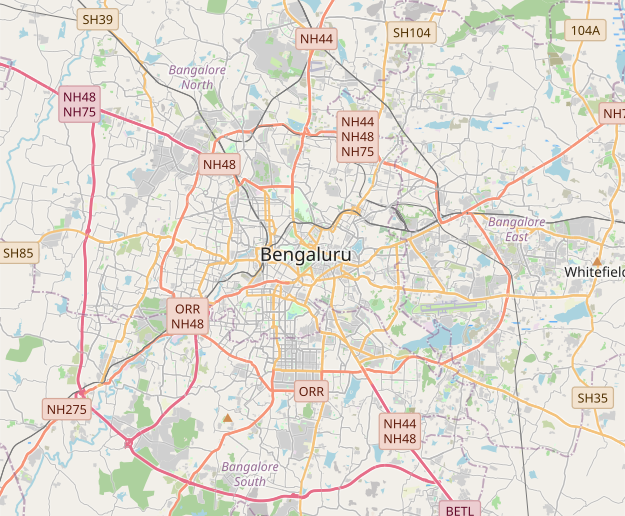 SH39
NH44
SH104
104A
Bangalore
North
NH48
NH75
NH44
NH48
NH75
NH7
NH48
Bangalore
East
SH85
Bengaluru
Whitefield
ORR
NH48
ORR
SH35
NH275
NH44
NH48
Bangalore
South
BETL